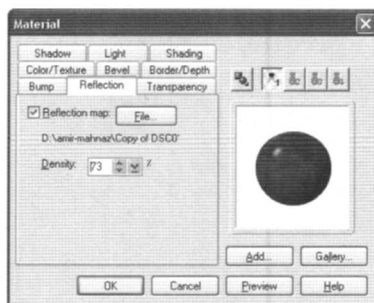 Material
Shadow Light Shading
Color/Texture Bevel Border/Depth
Bump Reflection Transparency
Reflection map: File...
D:\amir-mahnaz\Copy of DSC0'
Density: 73 %
Add... Gallery...
OK Cancel Preview Help